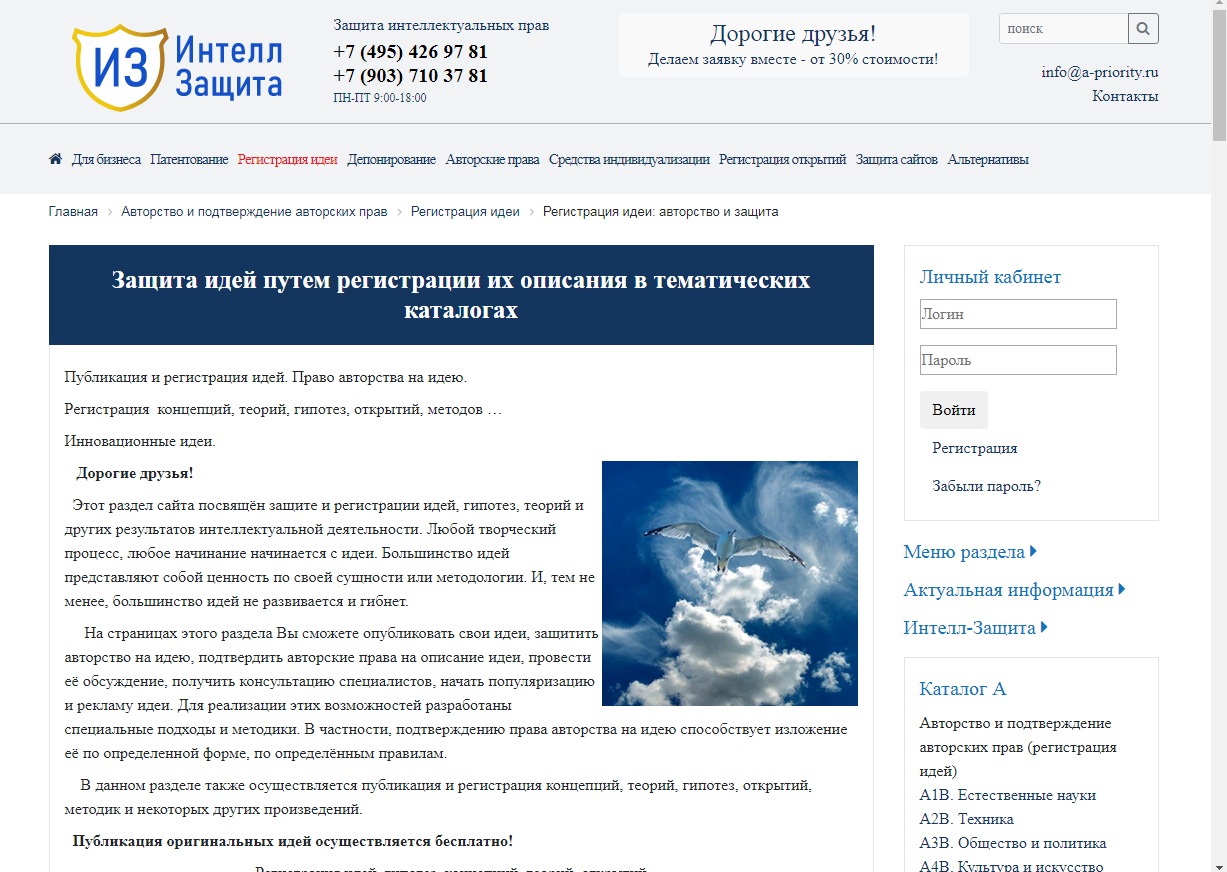 ИЗ
Интелл
Защита
Защита интеллектуальных прав
+7 (495) 426 97 81
+7 (903) 710 37 81
ПН-ПТ 9:00-18:00
Дорогие друзья!
Делаем заявку вместе - от 30% стоимости!
поиск
info@a-priority.ru
Контакты
Для бизнеса Патентование Регистрация идеи Депонирование Авторские права Средства индивидуализации Регистрация открытий Защита сайтов Альтернативы
Главная > Авторство и подтверждение авторских прав > Регистрация идеи > Регистрация идеи: авторство и защита
Защита идей путем регистрации их описания в тематических
каталогах
Публикация и регистрация идей. Право авторства на идею.
Регистрация концепций, теорий, гипотез, открытий, методов …
Инновационные идеи.
Дорогие друзья!
Этот раздел сайта посвящён защите и регистрации идей, гипотез, теорий и
других результатов интеллектуальной деятельности. Любой творческий
процесс, любое начинание начинается с идеи. Большинство идей
представляют собой ценность по своей сущности или методологии. И, тем не
менее, большинство идей не развивается и гибнет.
На страницах этого раздела Вы сможете опубликовать свои идеи, защитить
авторство на идею, подтвердить авторские права на описание идеи, провести
её обсуждение, получить консультацию специалистов, начать популяризацию
и рекламу идеи. Для реализации этих возможностей разработаны
специальные подходы и методики. В частности, подтверждению права авторства на идею способствует изложение
её по определенной форме, по определённым правилам.
В данном разделе также осуществляется публикация и регистрация концепций, теорий, гипотез, открытий,
методик и некоторых других произведений.
Публикация оригинальных идей осуществляется бесплатно!
Регистрация идей, гипотез, концепций, теорий, открытий
Личный кабинет
Логин
Пароль
Войти
Регистрация
Забыли пароль?
Меню раздела
Актуальная информация
Интелл-Защита
Каталог А
Авторство и подтверждение
авторских прав (регистрация
идей)
А1В. Естественные науки
А2В. Техника
А3В. Общество и политика
А4В. Культура и искусство